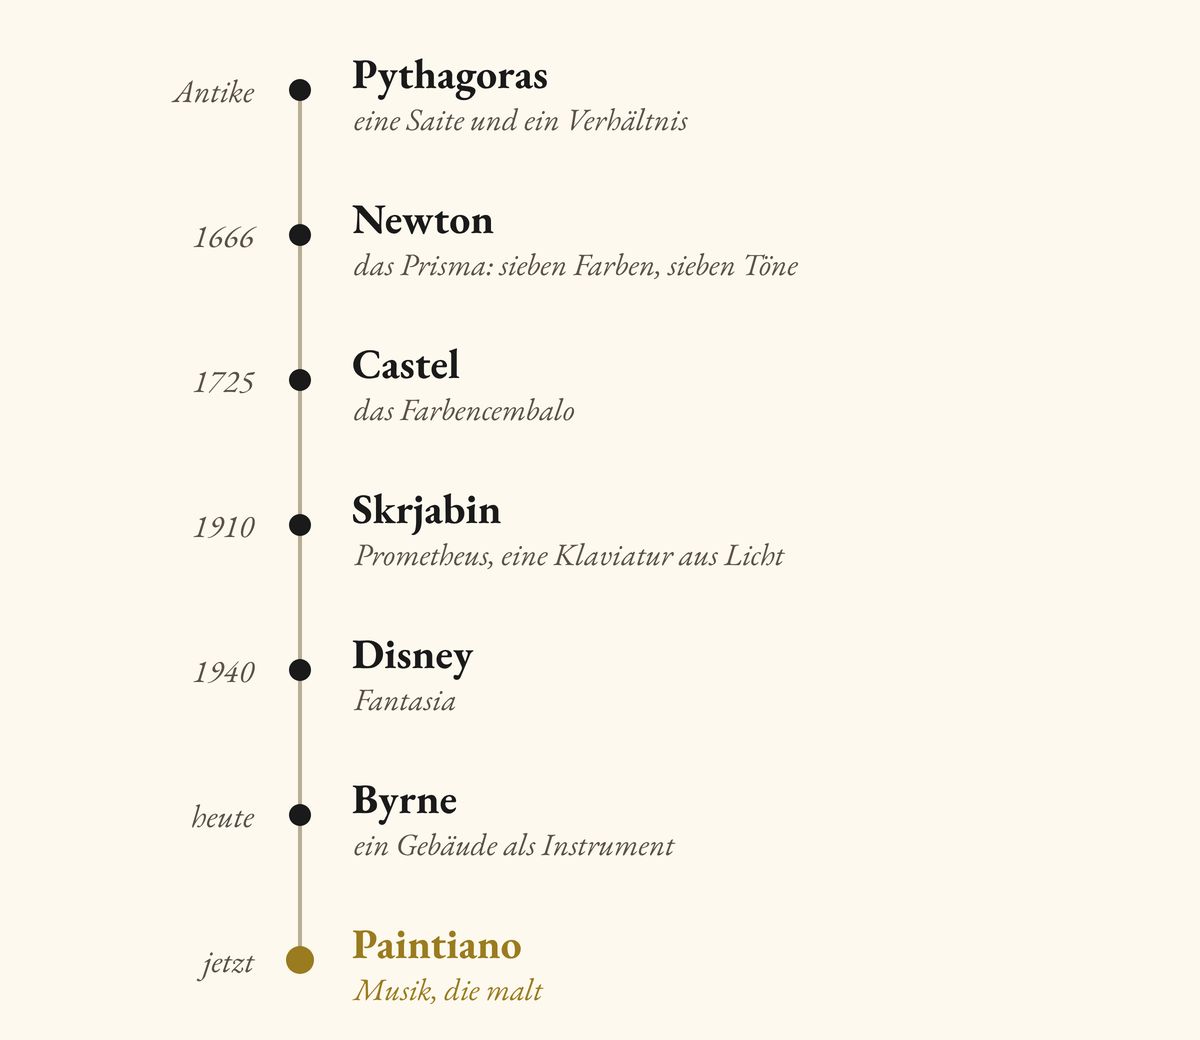 Antike
Pythagoras
eine Saite und ein Verhältnis
1666
Newton
das Prisma: sieben Farben, sieben Töne
1725
Castel
das Farbencembalo
1910
Skrjabin
Prometheus, eine Klaviatur aus Licht
1940
Disney
Fantasia
heute
Byrne
ein Gebäude als Instrument
jetzt
Paintiano
Musik, die malt